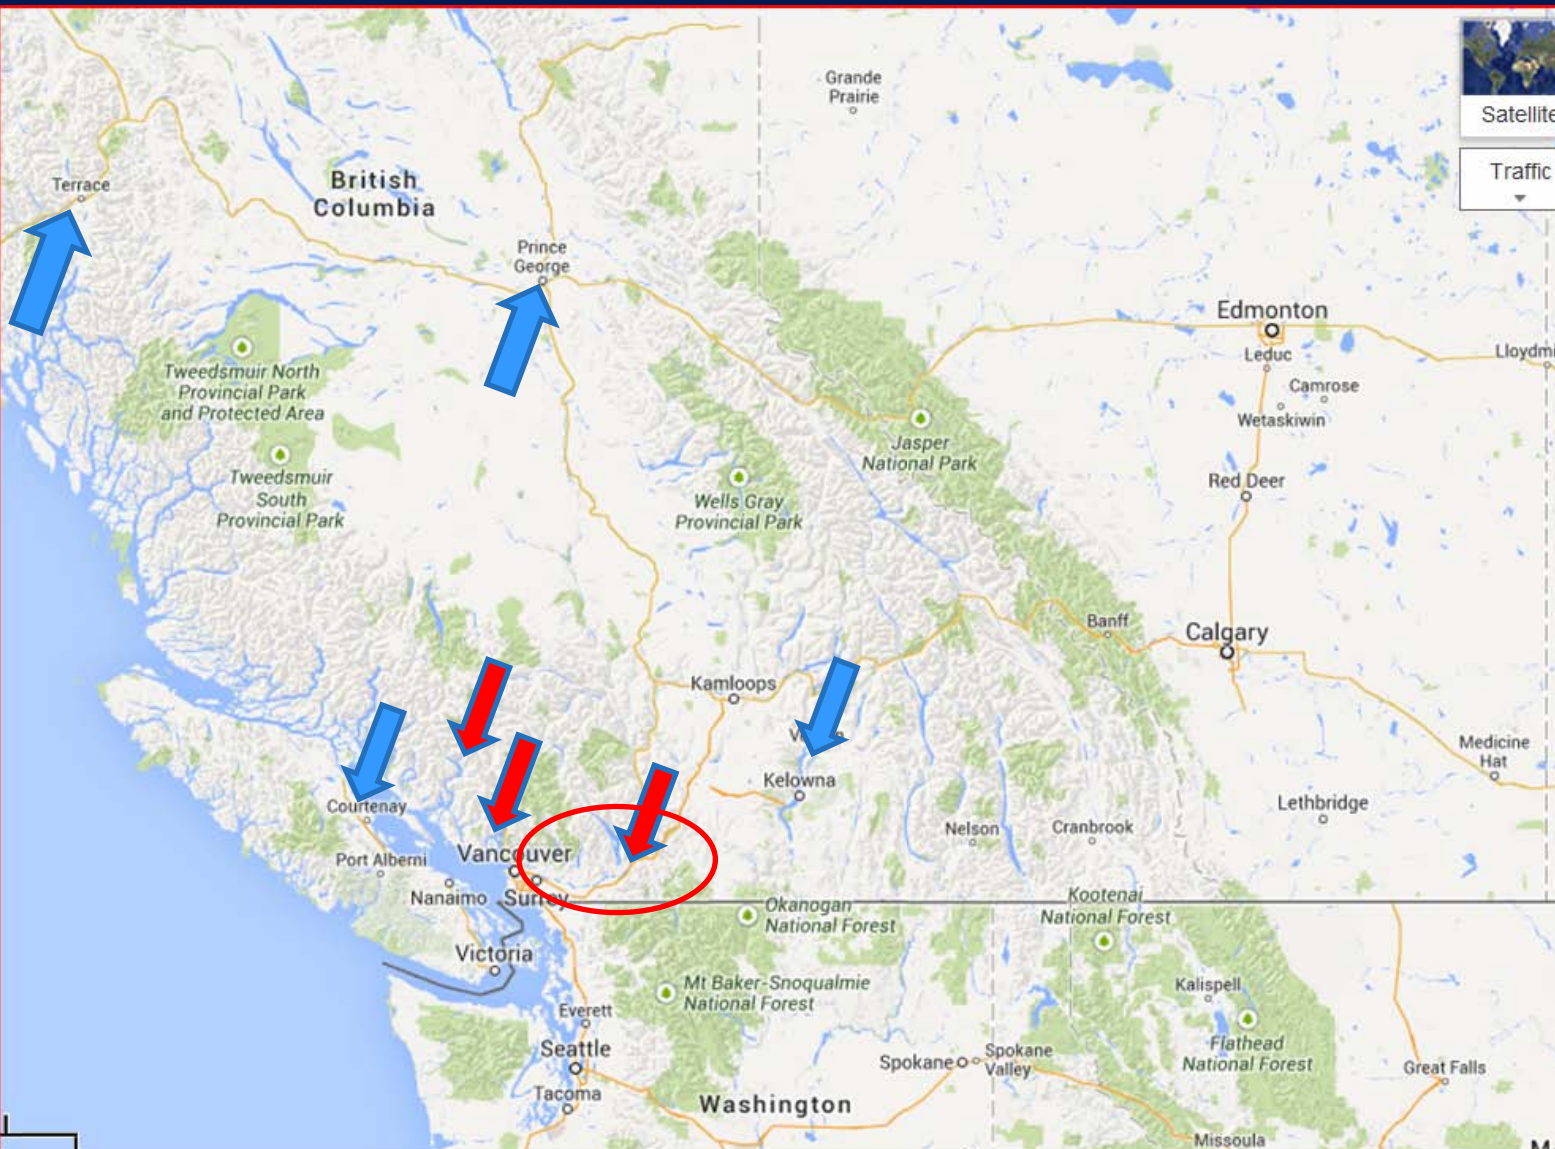 Grande
Prairie
Satellite
Traffic
Terrace
British
Columbia
Prince
George
Edmonton
Leduc
Lloydmi
Camrose
Wetaskiwin
Tweedsmuir North
Provincial Park
and Protected Area
Jasper
National Park
Tweedsmuir
South
Provincial Park
Red Deer
Wells Gray
Provincial Park
Banff
Calgary
Kamloops
Medicine
Hat
Kelowna
Courtenay
Lethbridge
Nelson
Cranbrook
Port Alberni
Vancouver
Nanaimo
Surrey
Okanogan
National Forest
Kootenai
National Forest
Victoria
Mt Baker-Snoqualmie
National Forest
Kalispell
Everett
Seattle
Flathead
National Forest
Spokane
Spokane
Valley
Great Falls
Tacoma
Washington
Missoula
M